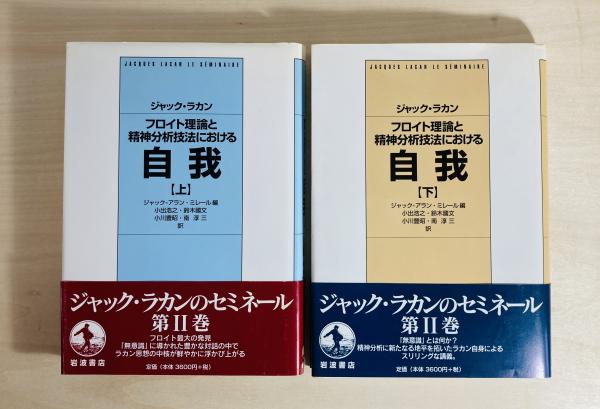 JACQUES LACAN LE SÉMINAIRE
ジャック・ラカン
フロイト理論と
精神分析技法における
自我
【上】
ジャック・アラン・ミレール編
小出浩之・鈴木國文
小川豊昭・南 淳三
訳
ジャック・ラカンのセミネール
第II巻
フロイト最大の発見
「無意識」に導かれた豊かな対話の中で
ラカン思想の中核が鮮やかに浮かび上がる
岩波書店
定価(本体 3600円+税)
JACQUES LACAN LE SÉMINAIRE
ジャック・ラカン
フロイト理論と
精神分析技法における
自我
【下】
ジャック・アラン・ミレール編
小出浩之・鈴木國文
小川豊昭・南 淳三
訳
ジャック・ラカンのセミネール
第II巻
「無意識」とは何か?
精神分析に新たなる地平を拓いたラカン自身による
スリリングな講義。
岩波書店
定価(本体 3600円+税)